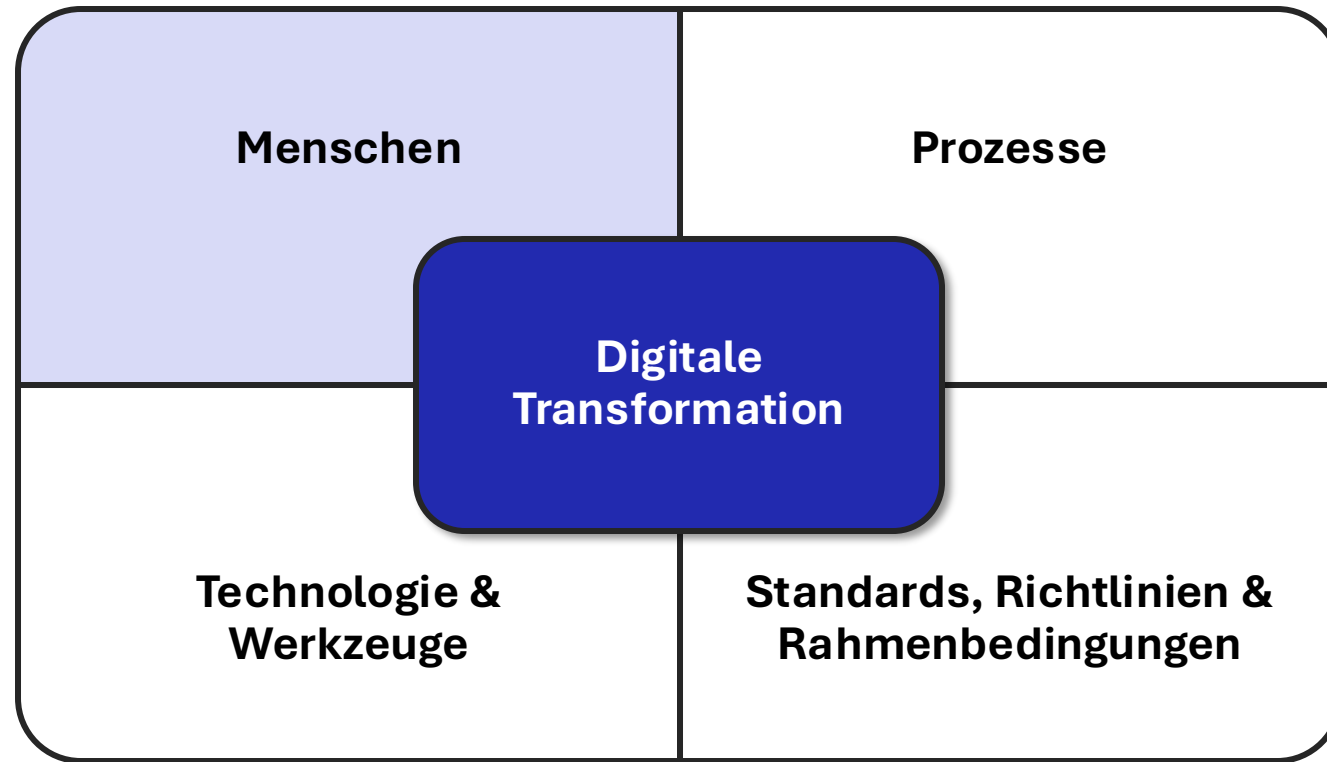 Menschen
Prozesse
Digitale
Transformation
Technologie &
Werkzeuge
Standards, Richtlinien &
Rahmenbedingungen